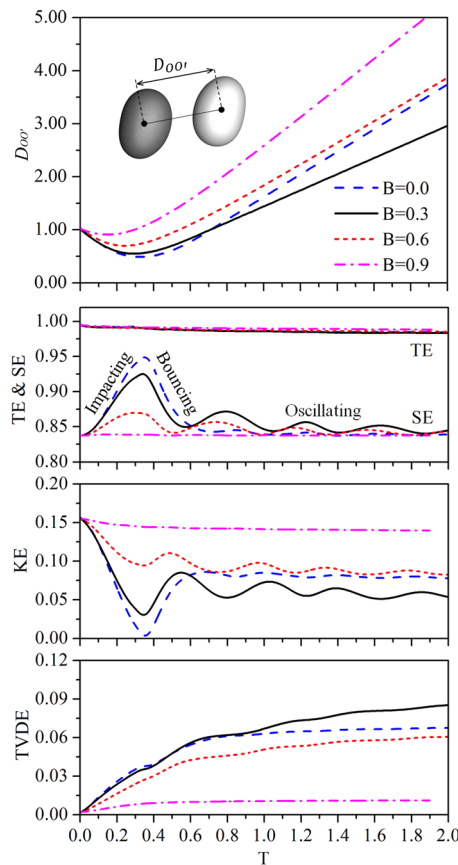 5.00
4.00
3.00
2.00
1.00
0.00
D_{OO'}
D_{OO'}
B=0.0
B=0.3
B=0.6
B=0.9
1.00
0.95
0.90
0.85
0.80
TE & SE
TE
Impacting
Bouncing
Oscillating
SE
0.15
0.10
0.05
0.00
KE
0.12
0.09
0.06
0.03
0.00
TVDE
0.0 0.2 0.4 0.6 0.8 1.0 1.2 1.4 1.6 1.8 2.0
T